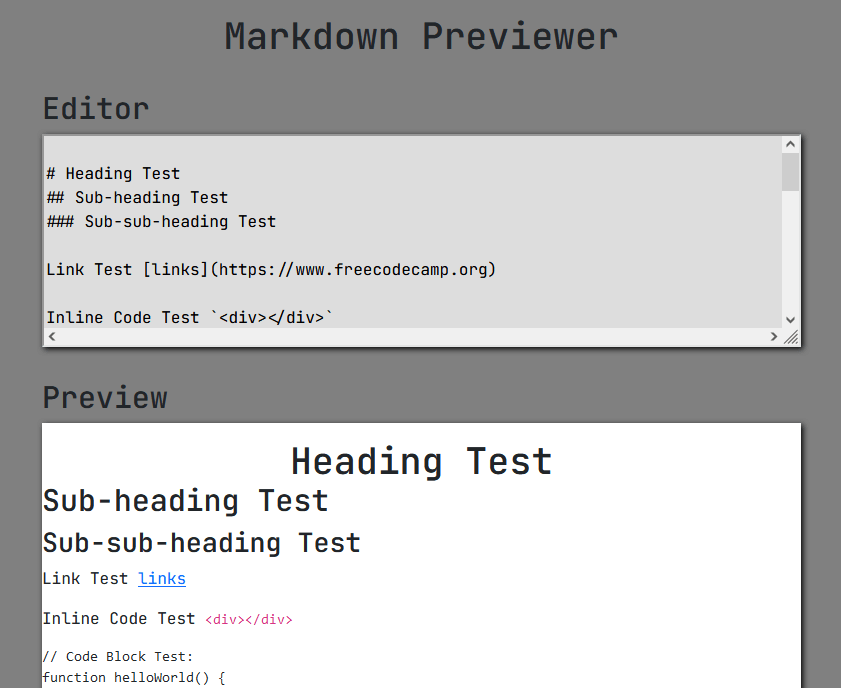 Markdown Previewer
Editor
# Heading Test
## Sub-heading Test
### Sub-sub-heading Test
Link Test [links](https://www.freecodecamp.org)
Inline Code Test `<div></div>`
Preview
Heading Test
Sub-heading Test
Sub-sub-heading Test
Link Test links
Inline Code Test <div></div>
// Code Block Test:
function helloWorld() {